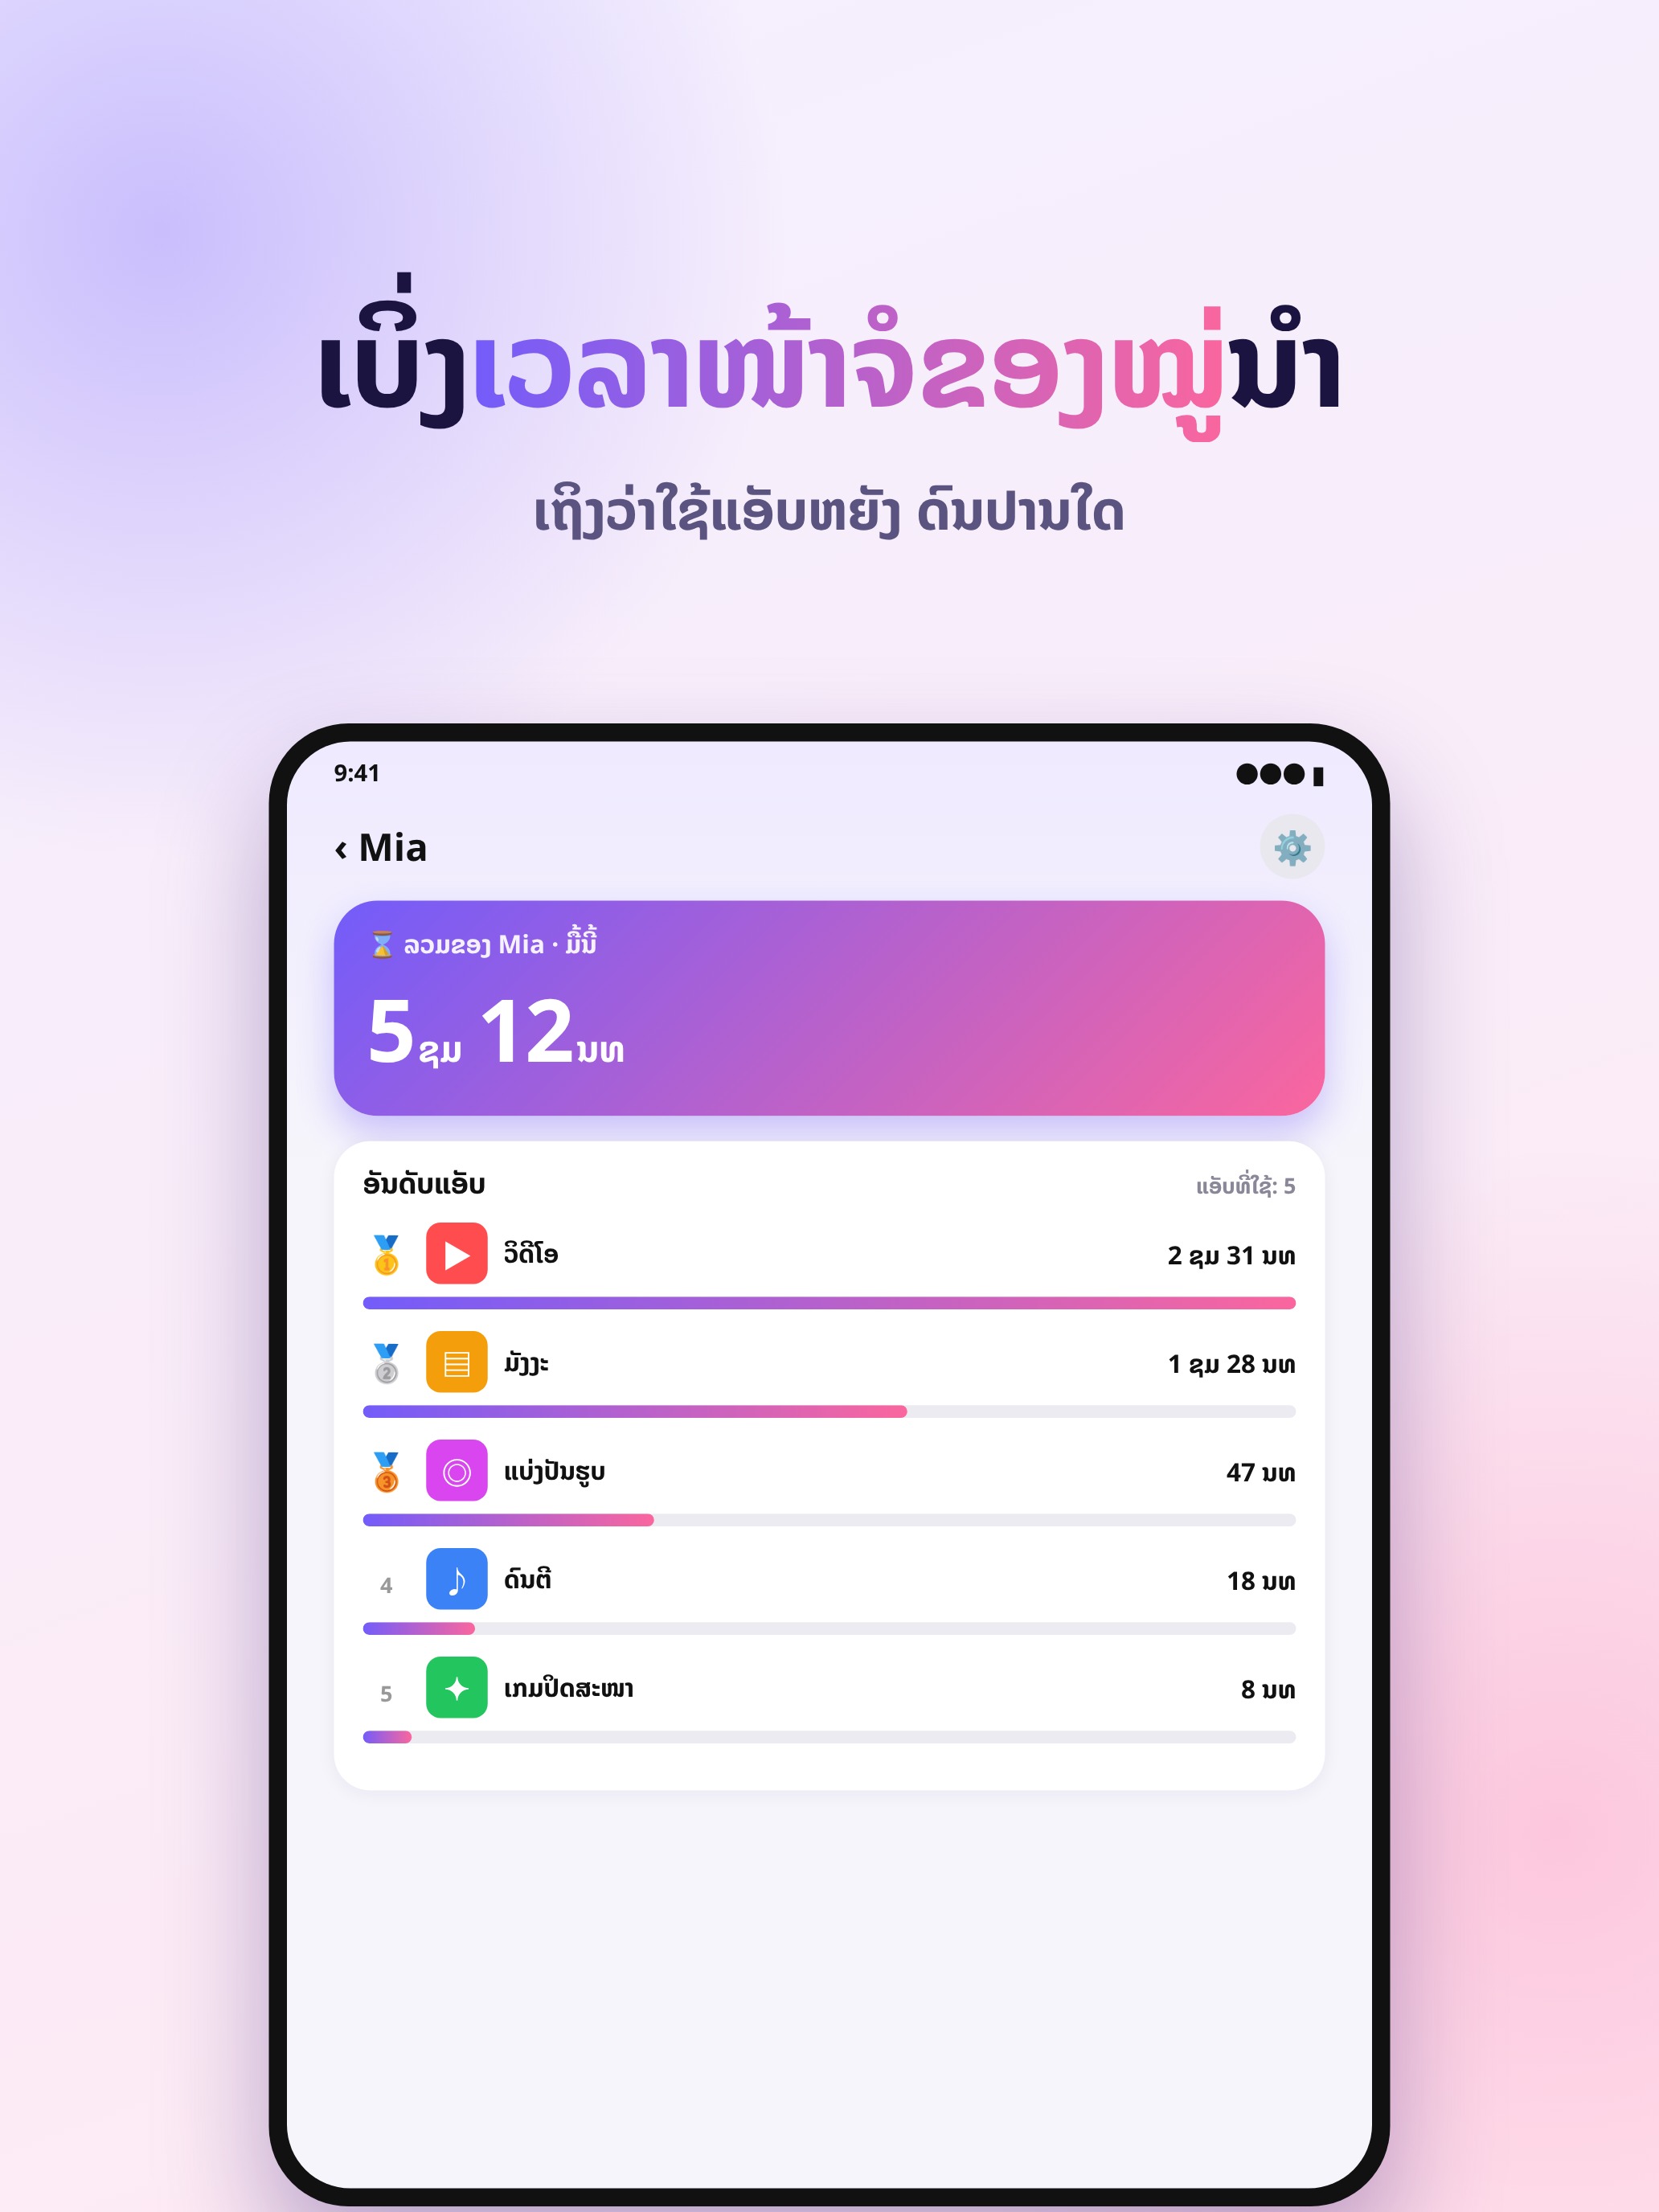 ເບິ່ງເວລາໜ້າຈໍຂອງໝູ່ນຳ
ເຖິງວ່າໃຊ້ແອັບຫຍັງ ດົນປານໃດ
9:41
‹ Mia
⌛ ລວມຂອງ Mia · ມື້ນີ້
5ຊມ 12ນທ
ອັນດັບແອັບ
ແອັບທີ່ໃຊ້: 5
ວິດີໂອ
2 ຊມ 31 ນທ
ມັງງະ
1 ຊມ 28 ນທ
ແບ່ງປັນຮູບ
47 ນທ
4
ດົນຕີ
18 ນທ
5
ເກມປິດສະໜາ
8 ນທ